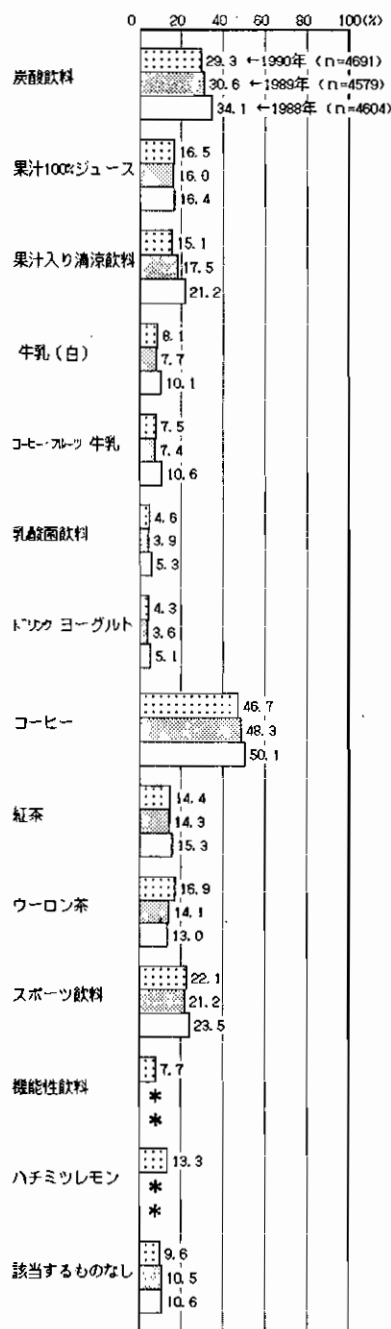 20 40 60 80 100(%)
炭酸飲料
29.3 ←1990年 (n=4691)
30.6 ←1989年 (n=4579)
34.1 ←1988年 (n=4604)
果汁100%ジュース
16.5
16.0
16.4
果汁入り清涼飲料
15.1
17.5
21.2
牛乳(白)
8.1
7.7
10.1
コーヒー・フルーツ 牛乳
7.5
7.4
10.6
乳酸菌飲料
4.6
3.9
5.3
ドリンク ヨーグルト
4.3
3.6
5.1
コーヒー
46.7
48.3
50.1
紅茶
14.4
14.3
15.3
ウーロン茶
16.9
14.1
13.0
スポーツ飲料
22.1
21.2
23.5
機能性飲料
7.7
*
*
ハチミツレモン
13.3
*
*
該当するものなし
9.6
10.5
10.6